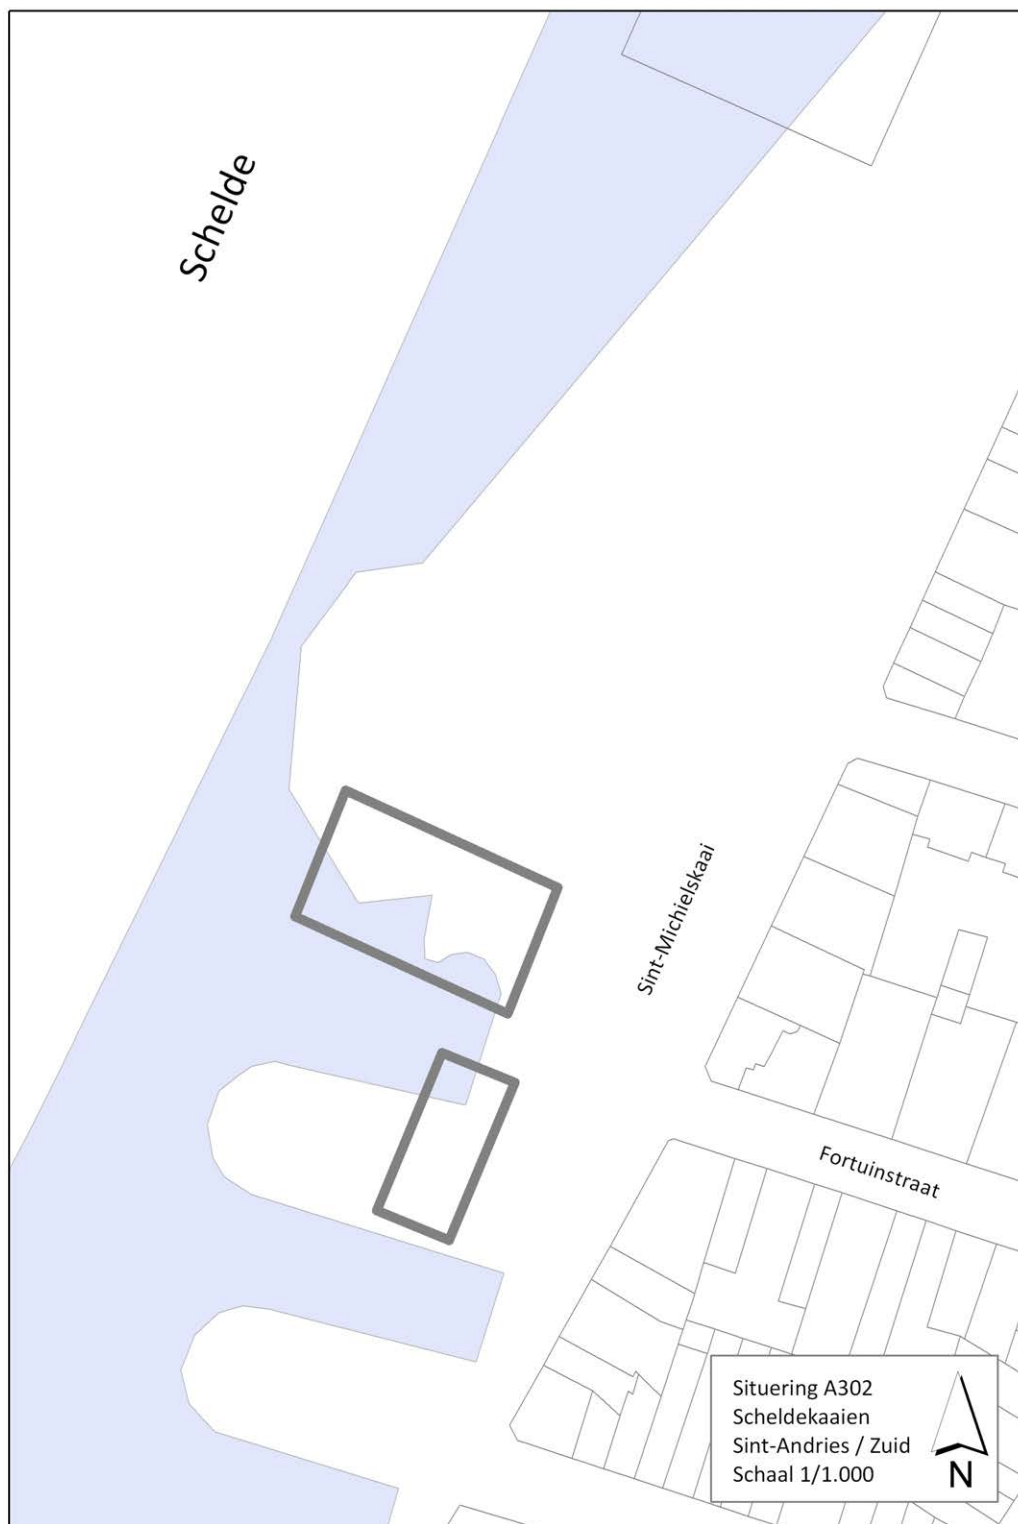 Schelde
Sint-Michielskaai
Fortuinstraat
Situering A302
Scheldekaaien
Sint-Andries / Zuid
Schaal 1/1.000
N